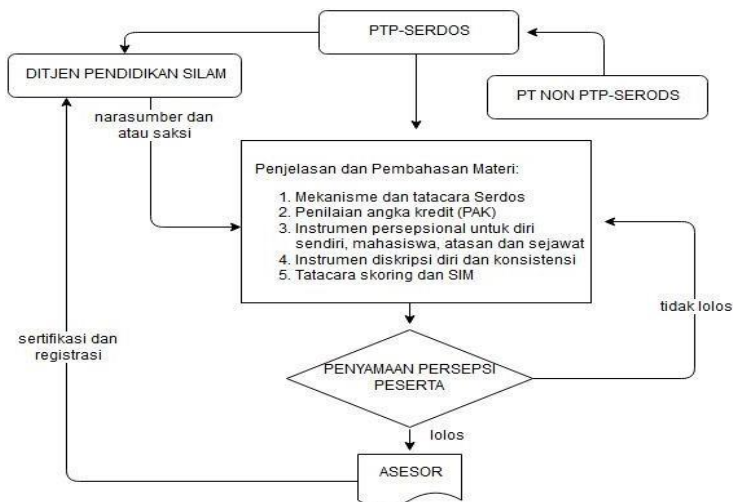 PTP-SERDOS
DITJEN PENDIDIKAN SILAM
PT NON PTP-SERODS
narasumber dan
atau saksi
Penjelasan dan Pembahasan Materi:
1. Mekanisme dan tatacara Serdos
2. Penilaian angka kredit (PAK)
3. Instrumen persepsional untuk diri
sendiri, mahasiswa, atasan dan sejawat
4. Instrumen diskripsi diri dan konsistensi
5. Tatacara skoring dan SIM
tidak lolos
sertifikasi dan
registrasi
PENYAMAAN PERSEPSI
PESERTA
lolos
ASESOR